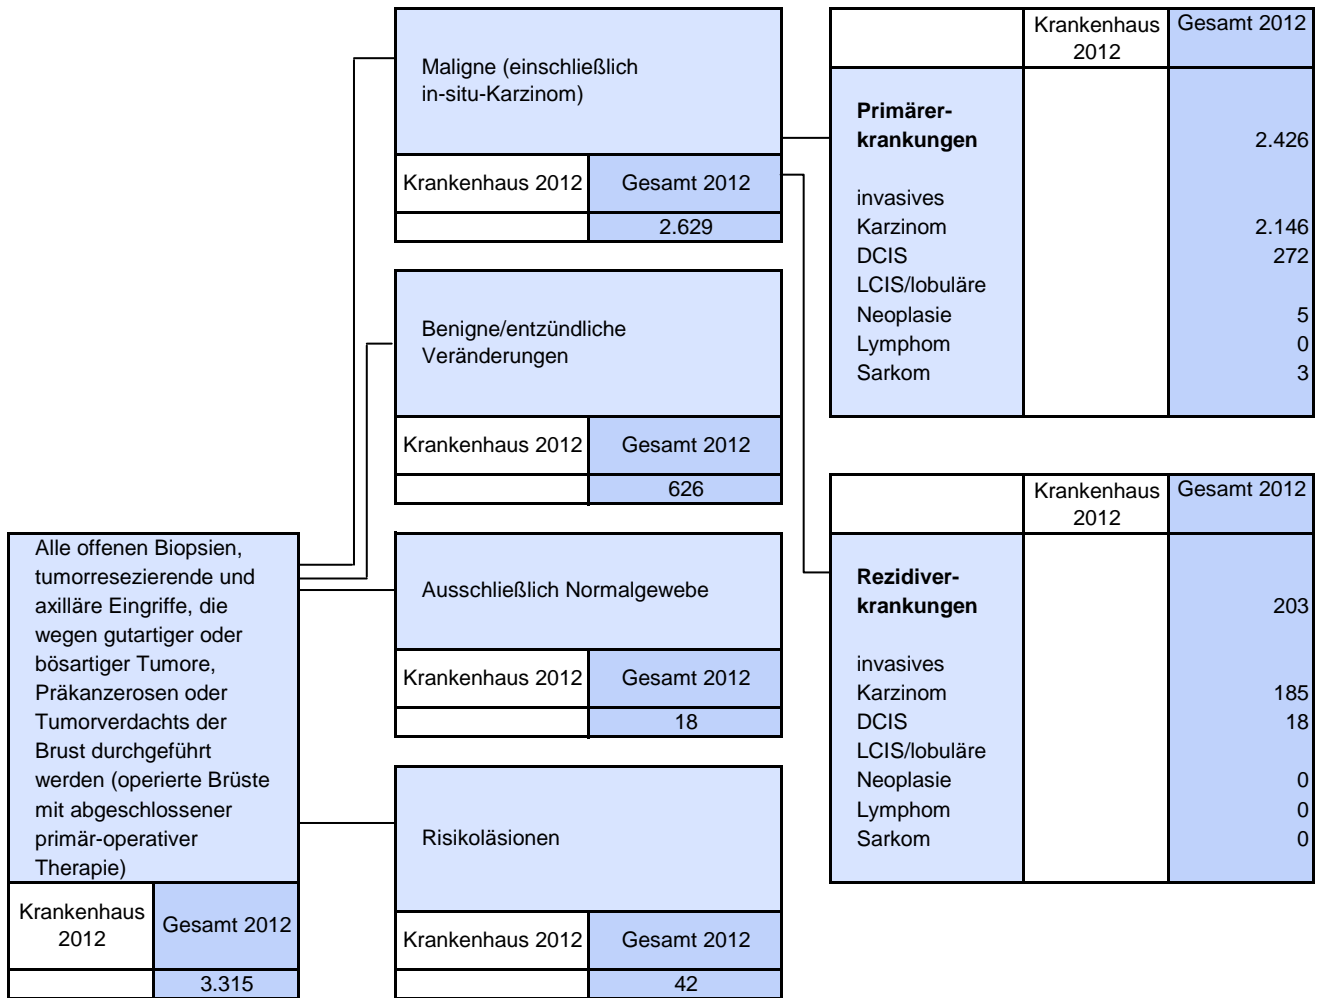 Alle offenen Biopsien,
tumorresezierende und
axilläre Eingriffe, die
wegen gutartiger oder
bösartiger Tumore,
Präkanzerosen oder
Tumorverdachts der
Brust durchgeführt
werden (operierte Brüste
mit abgeschlossener
primär-operativer
Therapie)
Krankenhaus
2012
Gesamt 2012
3.315
Maligne (einschließlich
in-situ-Karzinom)
Krankenhaus 2012 Gesamt 2012
2.629
Benigne/entzündliche
Veränderungen
Krankenhaus 2012 Gesamt 2012
626
Ausschließlich Normalgewebe
Krankenhaus 2012 Gesamt 2012
18
Risikoläsionen
Krankenhaus 2012 Gesamt 2012
42
Krankenhaus
2012
Gesamt 2012
Primärer-
krankungen 2.426
invasives
Karzinom 2.146
DCIS 272
LCIS/lobuläre
Neoplasie 5
Lymphom 0
Sarkom 3
Krankenhaus
2012
Gesamt 2012
Rezidiver-
krankungen 203
invasives
Karzinom 185
DCIS 18
LCIS/lobuläre
Neoplasie 0
Lymphom 0
Sarkom 0